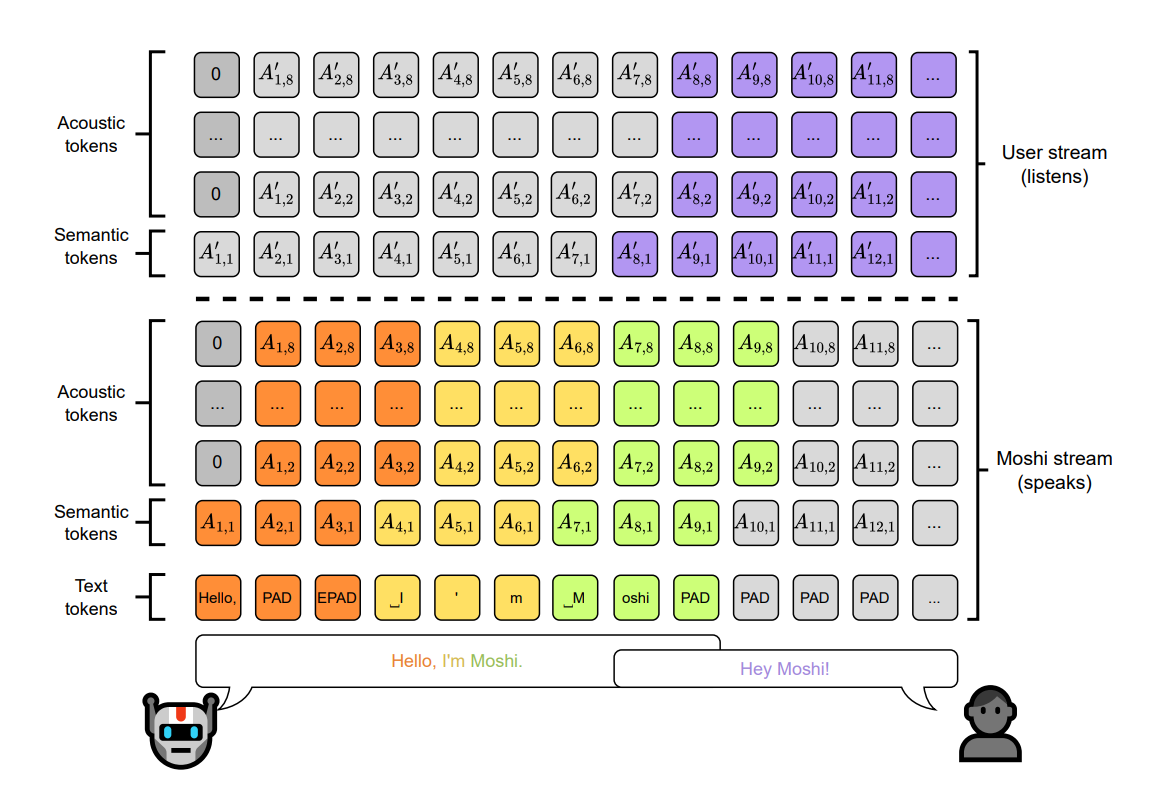 0 A′1,8 A′2,8 A′3,8 A′4,8 A′5,8 A′6,8 A′7,8 A′8,8 A′9,8 A′10,8 A′11,8 ...
Acoustic
tokens
... ... ... ... ... ... ... ... ... ... ... ... ...
User stream
(listens)
0 A′1,2 A′2,2 A′3,2 A′4,2 A′5,2 A′6,2 A′7,2 A′8,2 A′9,2 A′10,2 A′11,2 ...
Semantic
tokens
A′1,1 A′2,1 A′3,1 A′4,1 A′5,1 A′6,1 A′7,1 A′8,1 A′9,1 A′10,1 A′11,1 A′12,1 ...
0 A1,8 A2,8 A3,8 A4,8 A5,8 A6,8 A7,8 A8,8 A9,8 A10,8 A11,8 ...
Acoustic
tokens
... ... ... ... ... ... ... ... ... ... ... ... ...
0 A1,2 A2,2 A3,2 A4,2 A5,2 A6,2 A7,2 A8,2 A9,2 A10,2 A11,2 ...
Moshi stream
(speaks)
Semantic
tokens
A1,1 A2,1 A3,1 A4,1 A5,1 A6,1 A7,1 A8,1 A9,1 A10,1 A11,1 A12,1 ...
Text
tokens
Hello, PAD EPAD ␣I ' m ␣M oshi PAD PAD PAD PAD ...
Hello, I'm Moshi.
Hey Moshi!